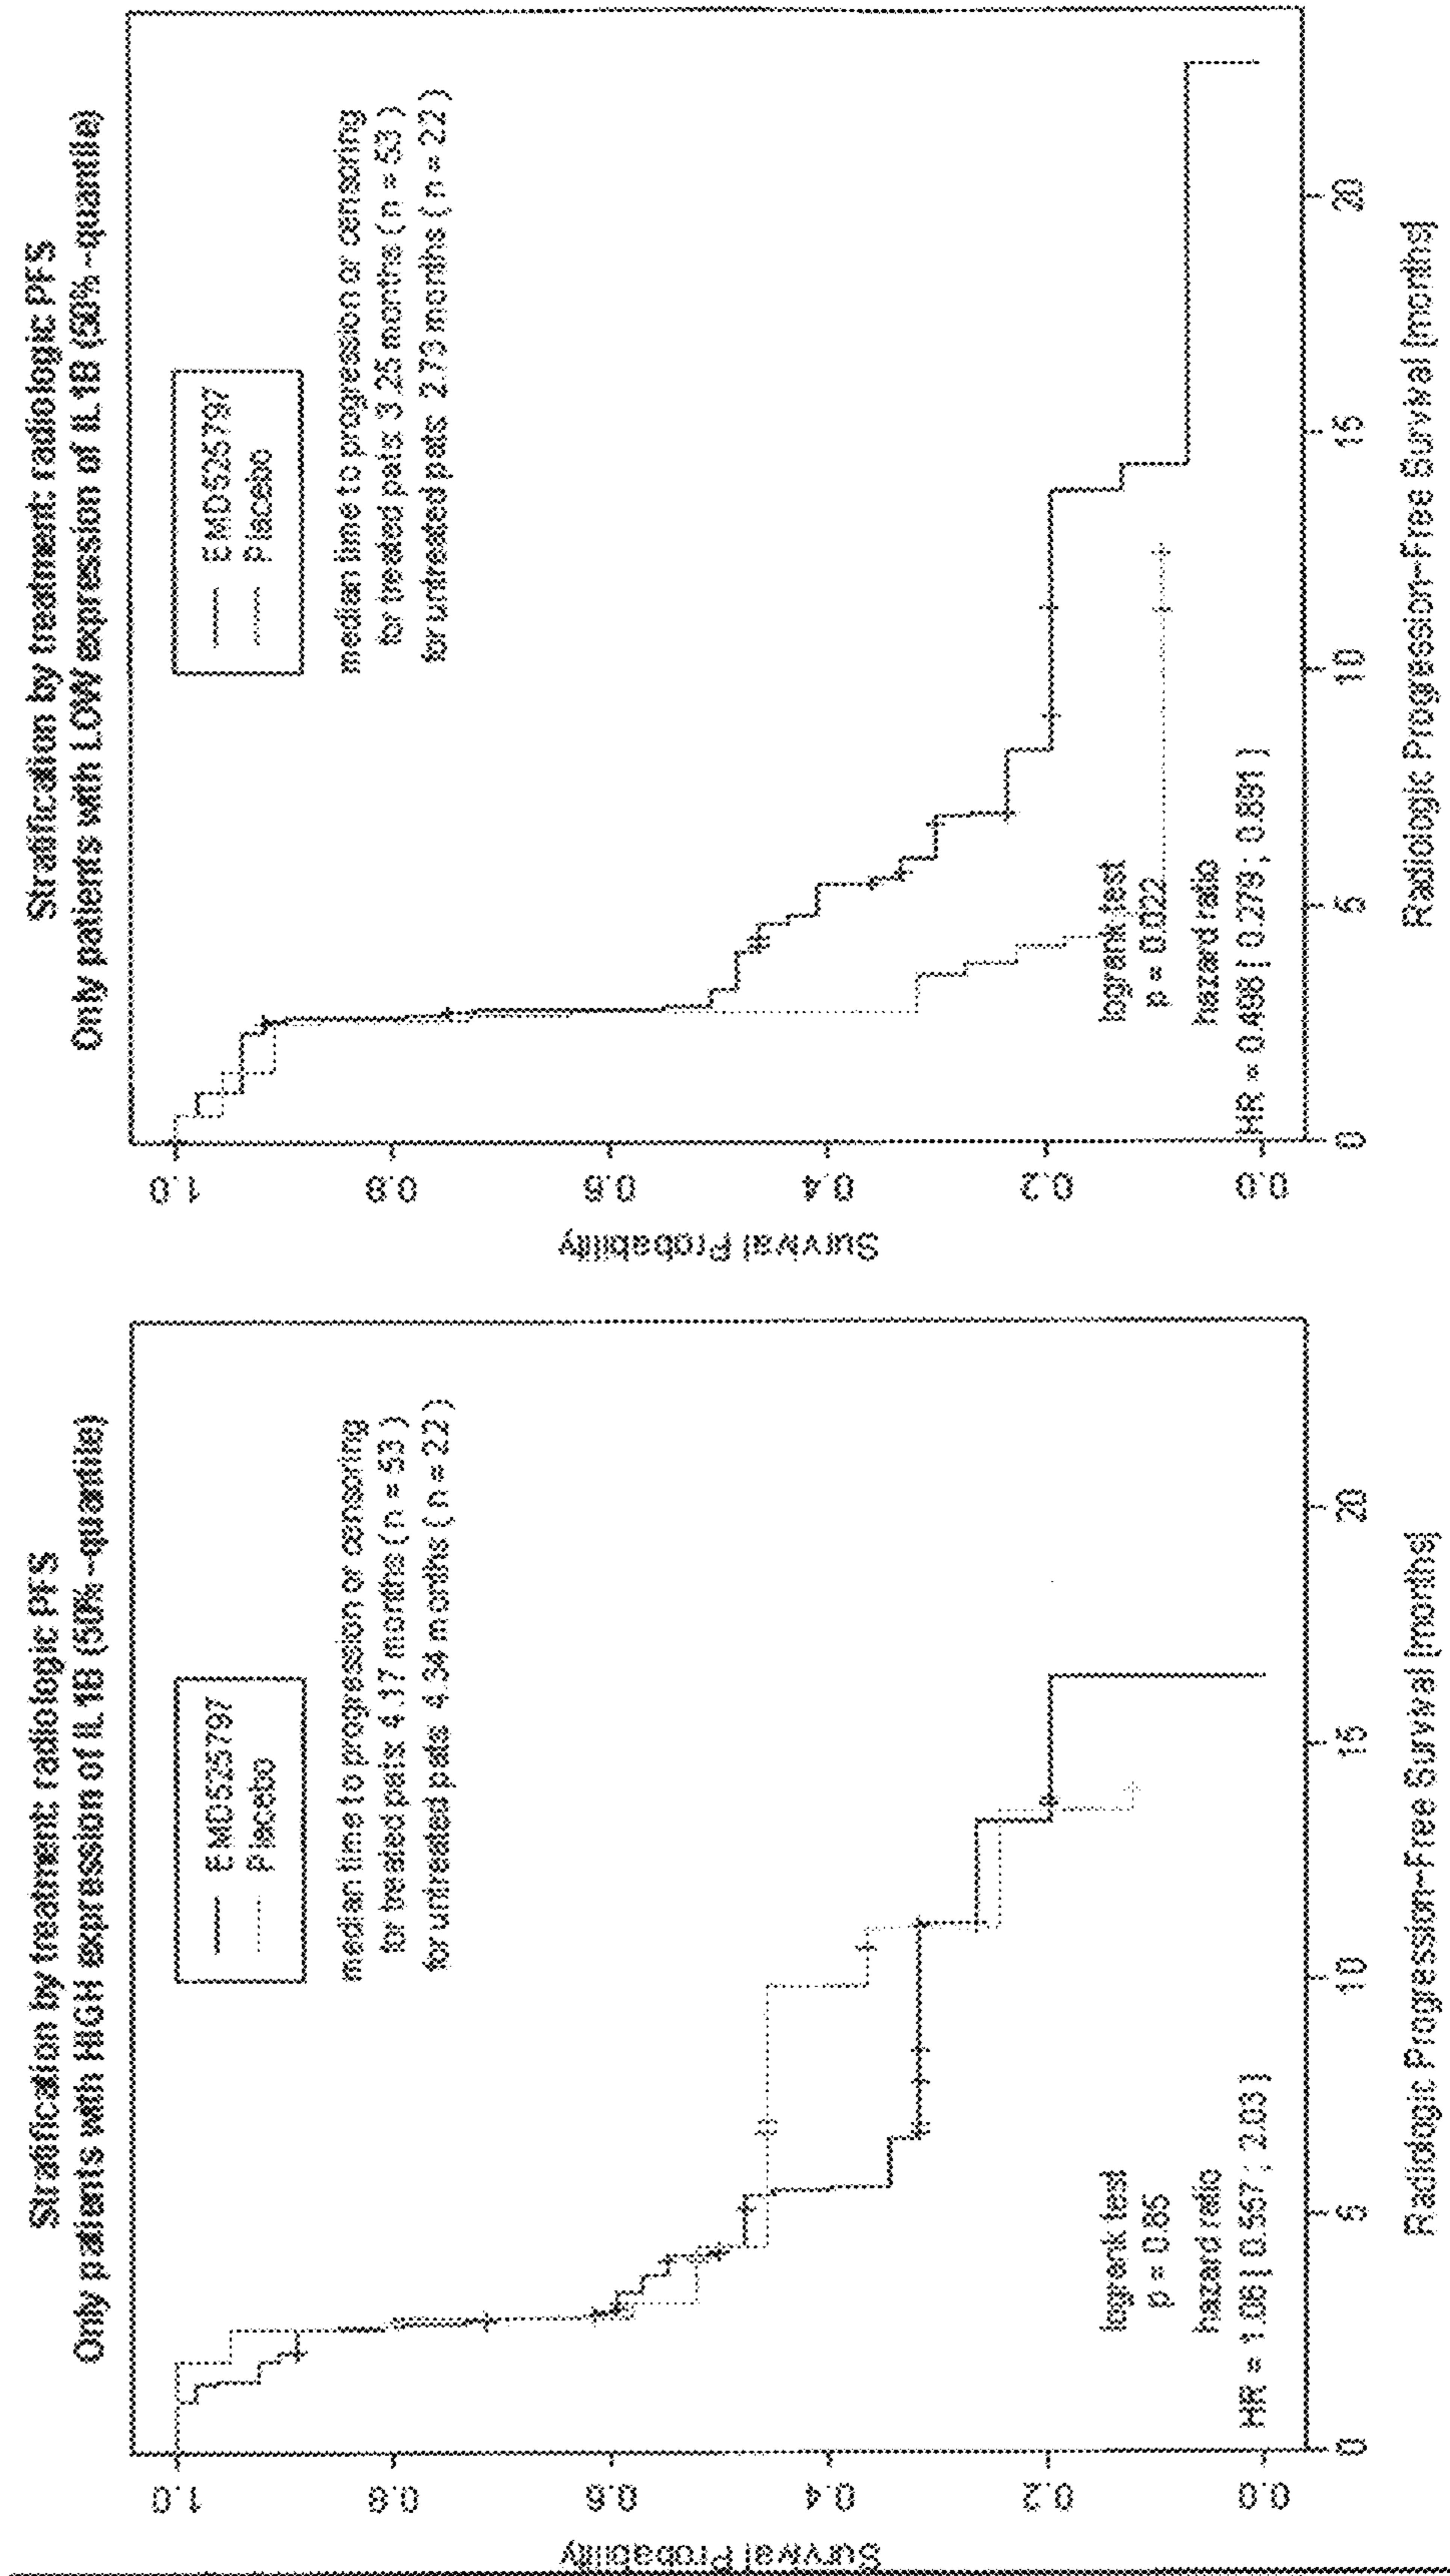 Stratification by treatment: radiologic PFS
Only patients with HIGH expression of IL1B (50%-quantile)
EMD525797
Placebo
median time to progression or censoring
for treated pats: 4.17 months ( n = 53 )
for untreated pats: 4.34 months ( n = 22 )
logrank test
p = 0.85
hazard ratio
HR = 1.06 [ 0.557 ; 2.03 ]
Survival Probability
1.0
0.8
0.6
0.4
0.2
0.0
0
5
10
15
20
Radiologic Progression-Free Survival [months]
Stratification by treatment: radiologic PFS
Only patients with LOW expression of IL1B (50%-quantile)
EMD525797
Placebo
median time to progression or censoring
for treated pats: 3.25 months ( n = 53 )
for untreated pats: 2.73 months ( n = 22 )
logrank test
p = 0.022
hazard ratio
HR = 0.498 [ 0.279 ; 0.891 ]
Survival Probability
1.0
0.8
0.6
0.4
0.2
0.0
0
5
10
15
20
Radiologic Progression-Free Survival [months]